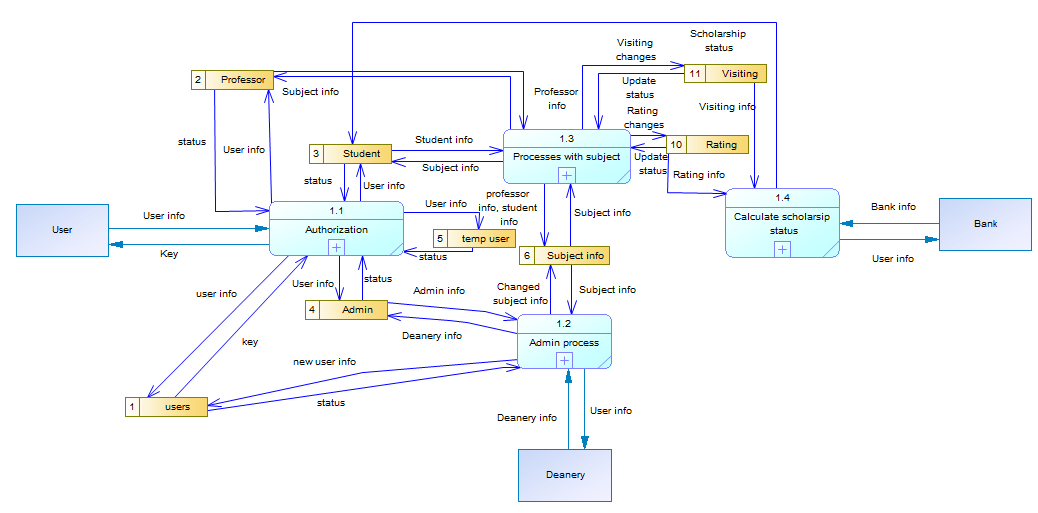 Scholarship
status
Visiting
changes
2 Professor
11 Visiting
Subject info
Professor
info
Update
status
Visiting info
Rating
changes
status
User info
Student info
1.3
Processes with subject
10 Rating
3 Student
Subject info
Update
status
Rating info
status
User info
professor
info, student
info
1.4
Calculate scholarsip
status
User info
User info
1.1
Authorization
User info
Subject info
Bank info
Bank
Key
5 temp user
status
6 Subject info
User info
user info
User info
status
Admin info
Changed
subject info
Subject info
4 Admin
key
Deanery info
1.2
Admin process
new user info
status
1 users
Deanery info
User info
Deanery